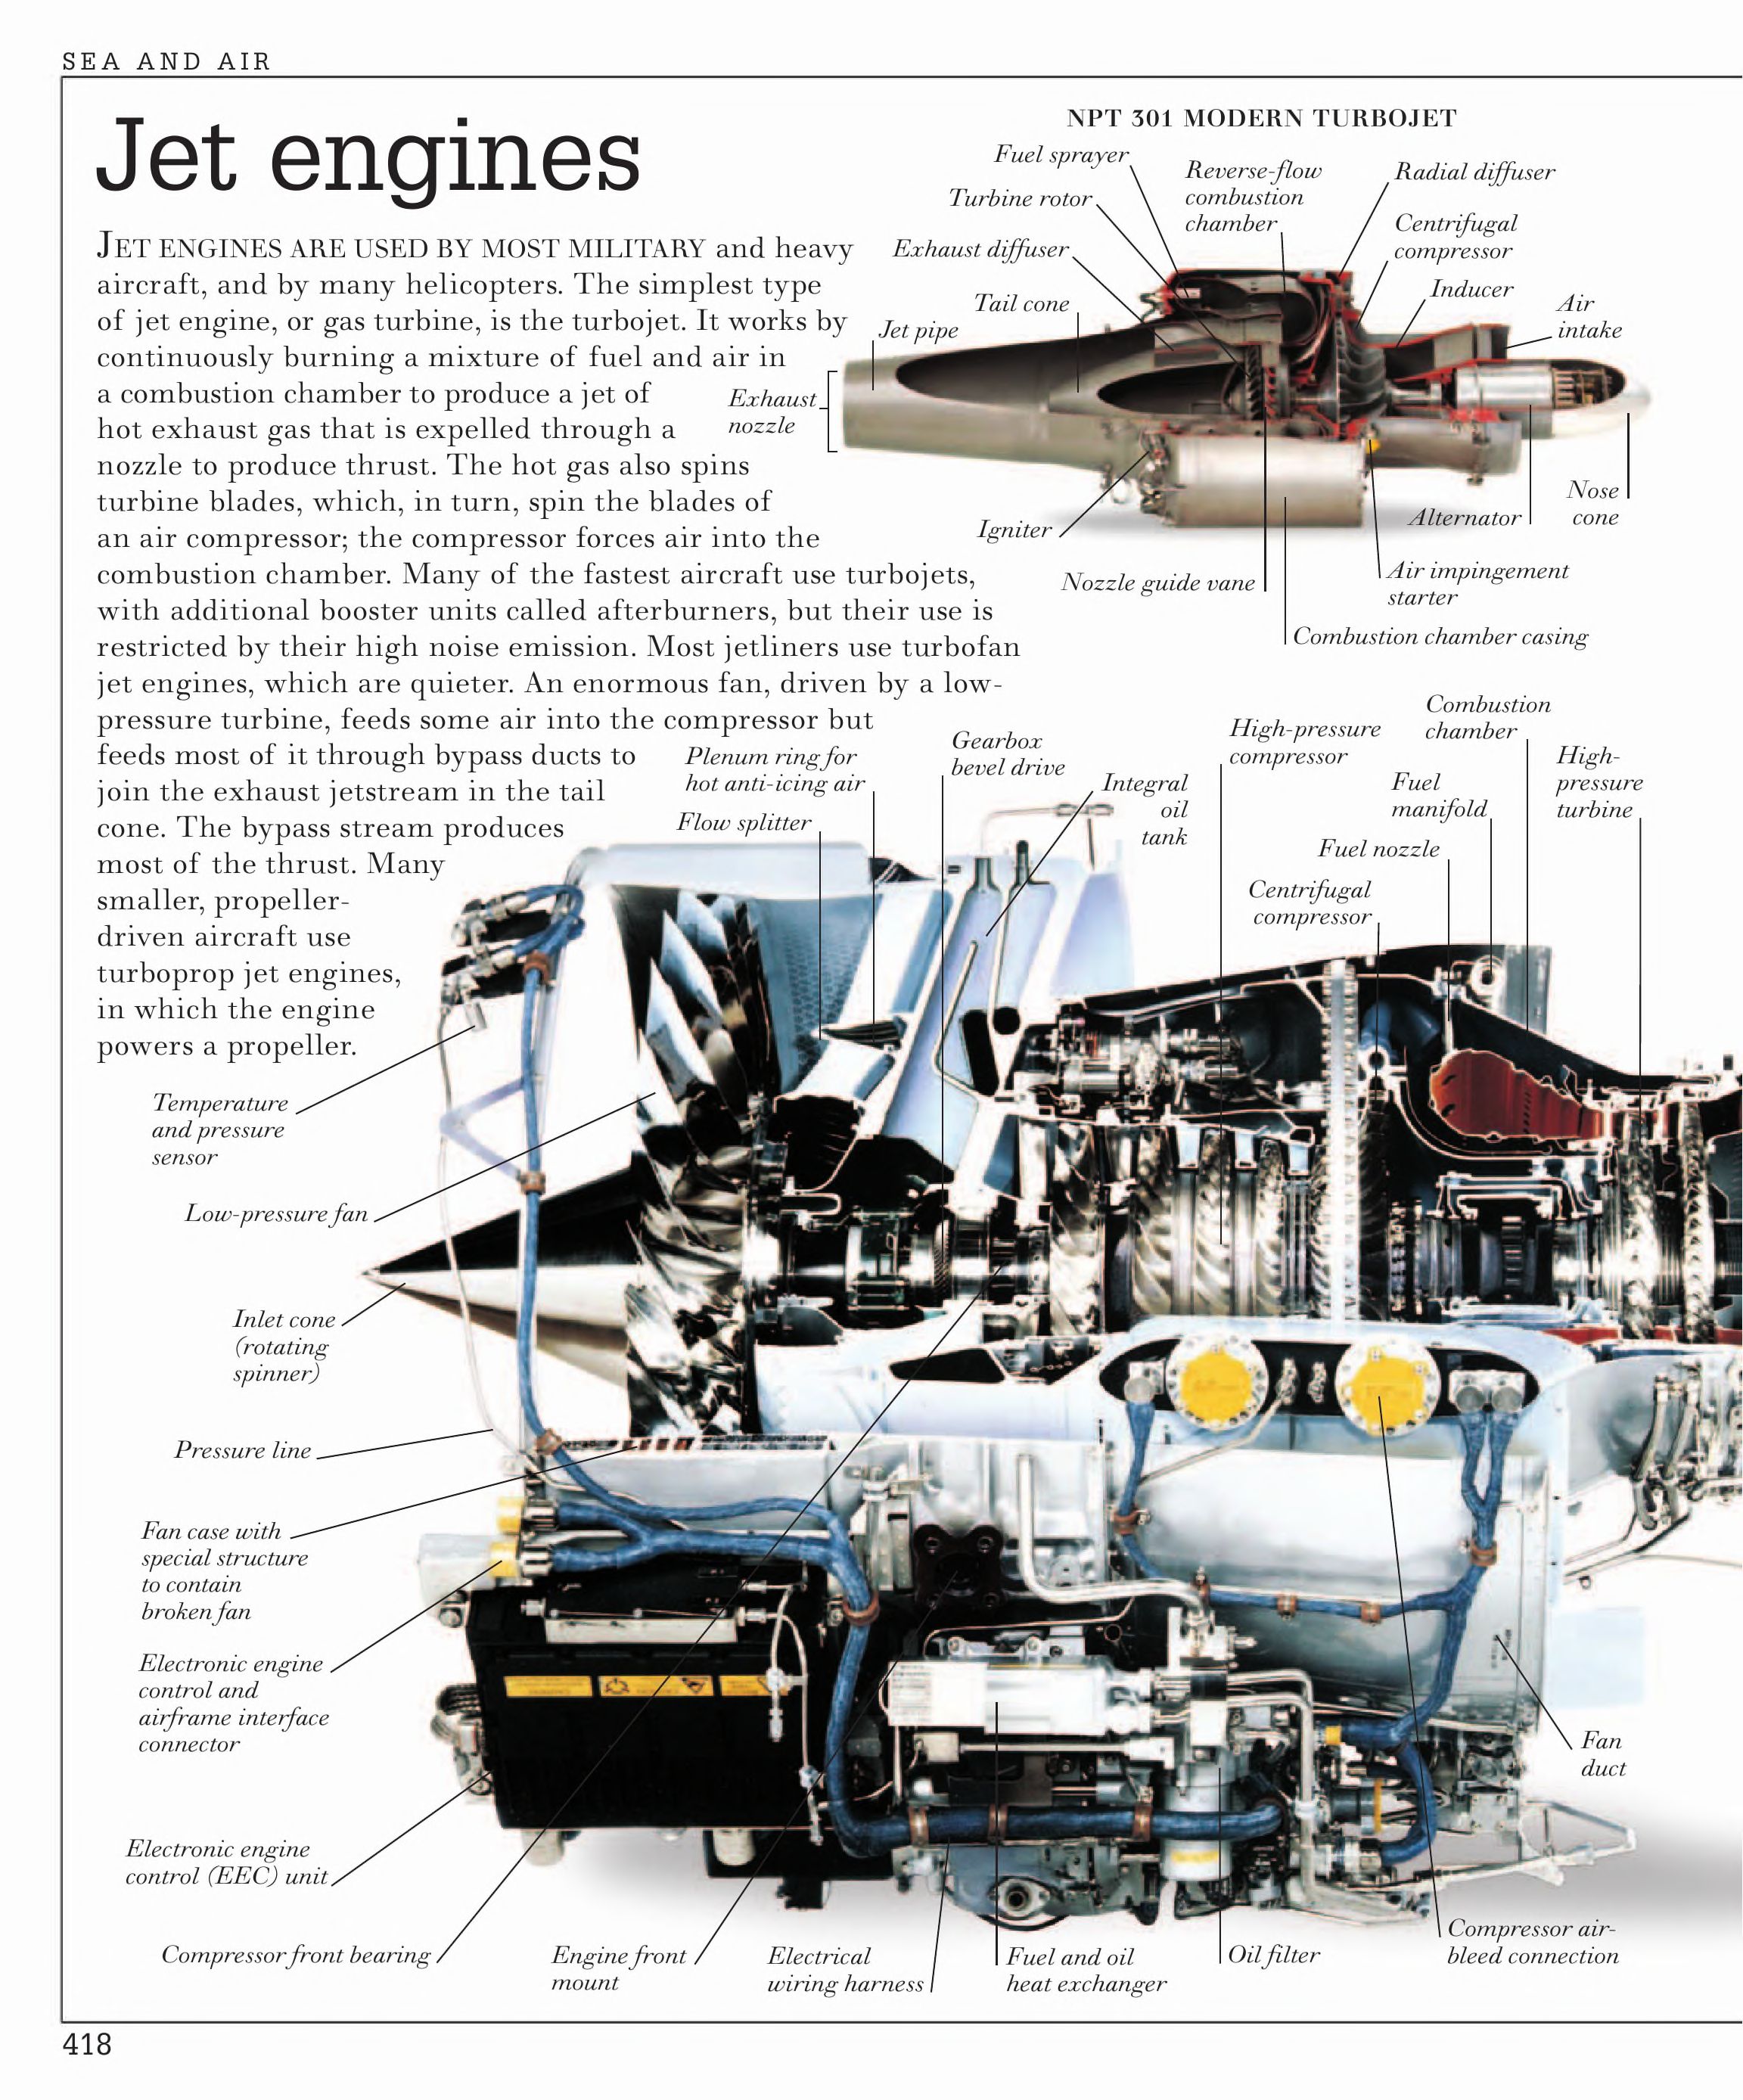 SEA AND AIR
Jet engines
JET ENGINES ARE USED BY MOST MILITARY and heavy
aircraft, and by many helicopters. The simplest type
of jet engine, or gas turbine, is the turbojet. It works by
continuously burning a mixture of fuel and air in
a combustion chamber to produce a jet of
hot exhaust gas that is expelled through a
nozzle to produce thrust. The hot gas also spins
turbine blades, which, in turn, spin the blades of
an air compressor; the compressor forces air into the
combustion chamber. Many of the fastest aircraft use turbojets,
with additional booster units called afterburners, but their use is
restricted by their high noise emission. Most jetliners use turbofan
jet engines, which are quieter. An enormous fan, driven by a low-
pressure turbine, feeds some air into the compressor but
feeds most of it through bypass ducts to
join the exhaust jetstream in the tail
cone. The bypass stream produces
most of the thrust. Many
smaller, propeller-
driven aircraft use
turboprop jet engines,
in which the engine
powers a propeller.
NPT 301 MODERN TURBOJET
Fuel sprayer
Turbine rotor
Exhaust diffuser
Tail cone
Jet pipe
Exhaust
nozzle
Reverse-flow
combustion
chamber
Radial diffuser
Centrifugal
compressor
Inducer
Air
intake
Nose
cone
Alternator
Air impingement
starter
Combustion chamber casing
Nozzle guide vane
Igniter
Plenum ring for
hot anti-icing air
Flow splitter
Gearbox
bevel drive
Integral
oil
tank
High-pressure
compressor
Centrifugal
compressor
Fuel nozzle
Fuel
manifold
Combustion
chamber
High-
pressure
turbine
Temperature
and pressure
sensor
Low-pressure fan
Inlet cone
(rotating
spinner)
Pressure line
Fan case with
special structure
to contain
broken fan
Electronic engine
control and
airframe interface
connector
Electronic engine
control (EEC) unit
Compressor front bearing
Engine front
mount
Electrical
wiring harness
Fuel and oil
heat exchanger
Oil filter
Compressor air-
bleed connection
Fan
duct
418